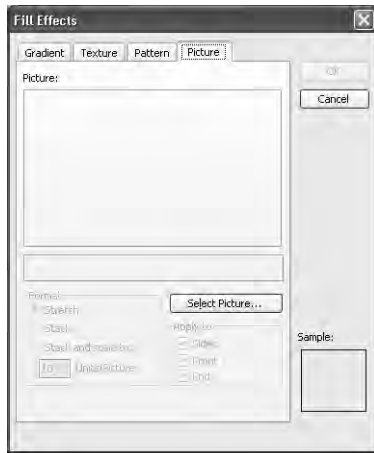 Fill Effects
Gradient Texture Pattern Picture
Picture:
OK
Cancel
Format
Stretch
Select Picture...
Stack
Apply to
Stack and scale to:
Sides
Units/Picture
Front
End
Sample: